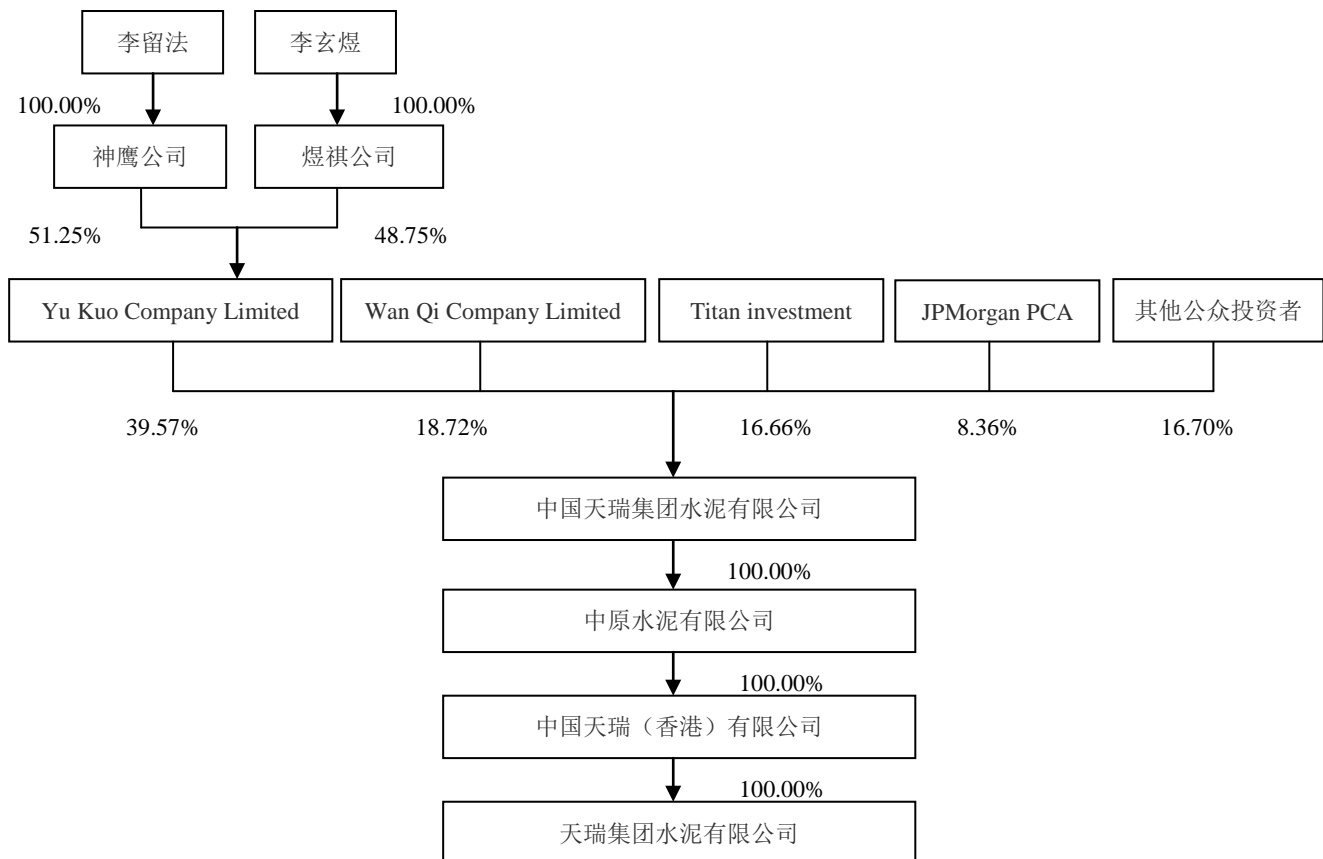 李留法
李玄煜
100.00%
100.00%
神鹰公司
煜祺公司
51.25%
48.75%
Yu Kuo Company Limited
Wan Qi Company Limited
Titan investment
JPMorgan PCA
其他公众投资者
39.57%
18.72%
16.66%
8.36%
16.70%
中国天瑞集团水泥有限公司
100.00%
中原水泥有限公司
100.00%
中国天瑞（香港）有限公司
100.00%
天瑞集团水泥有限公司